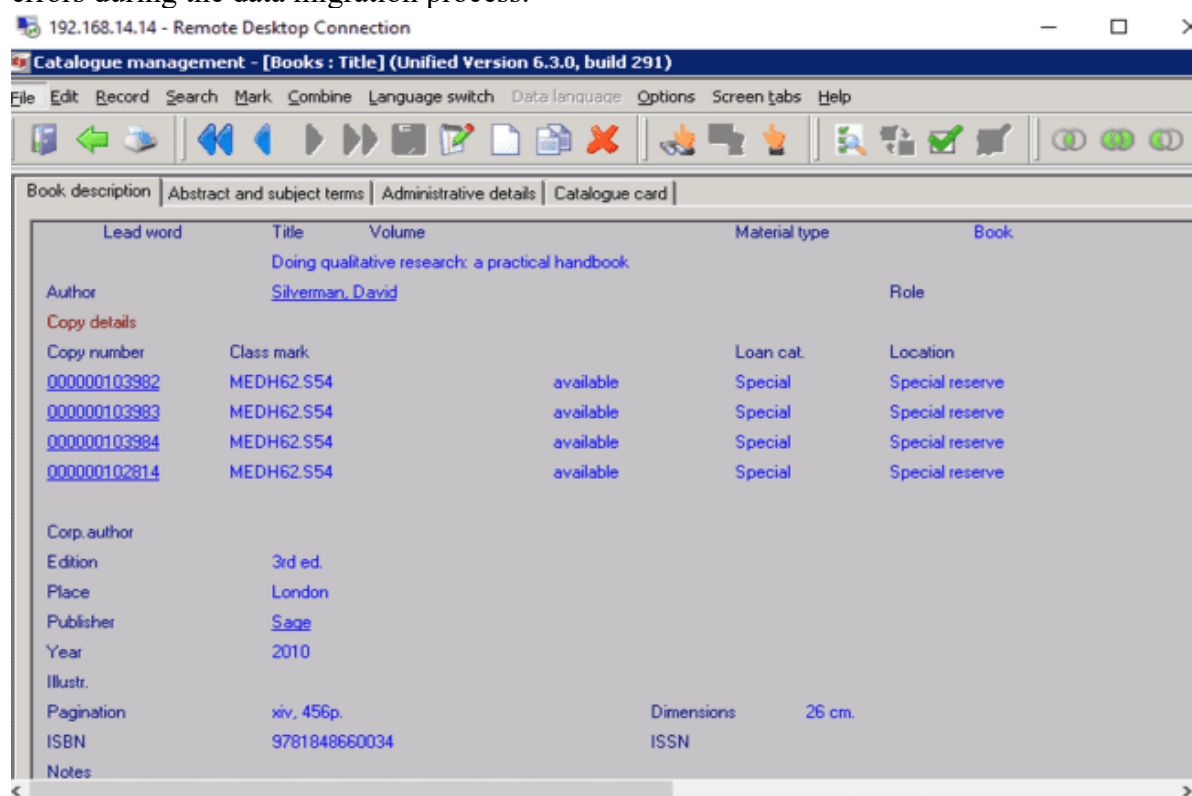 errors during the data migration process.
192.168.14.14 - Remote Desktop Connection
Catalogue management - [Books : Title] (Unified Version 6.3.0, build 291)
File Edit Record Search Mark Combine Language switch Data language Options Screen tabs Help
Book description Abstract and subject terms Administrative details Catalogue card
Lead word Title Volume Material type Book
Doing qualitative research: a practical handbook
Author Silverman, David Role
Copy details
Copy number Class mark Loan cat. Location
000000103982 MEDH62.S54 available Special Special reserve
000000103983 MEDH62.S54 available Special Special reserve
000000103984 MEDH62.S54 available Special Special reserve
000000102814 MEDH62.S54 available Special Special reserve
Corp.author
Edition 3rd ed.
Place London
Publisher Sage
Year 2010
Illustr.
Pagination xiv, 456p. Dimensions 26 cm.
ISBN 9781848660034 ISSN
Notes